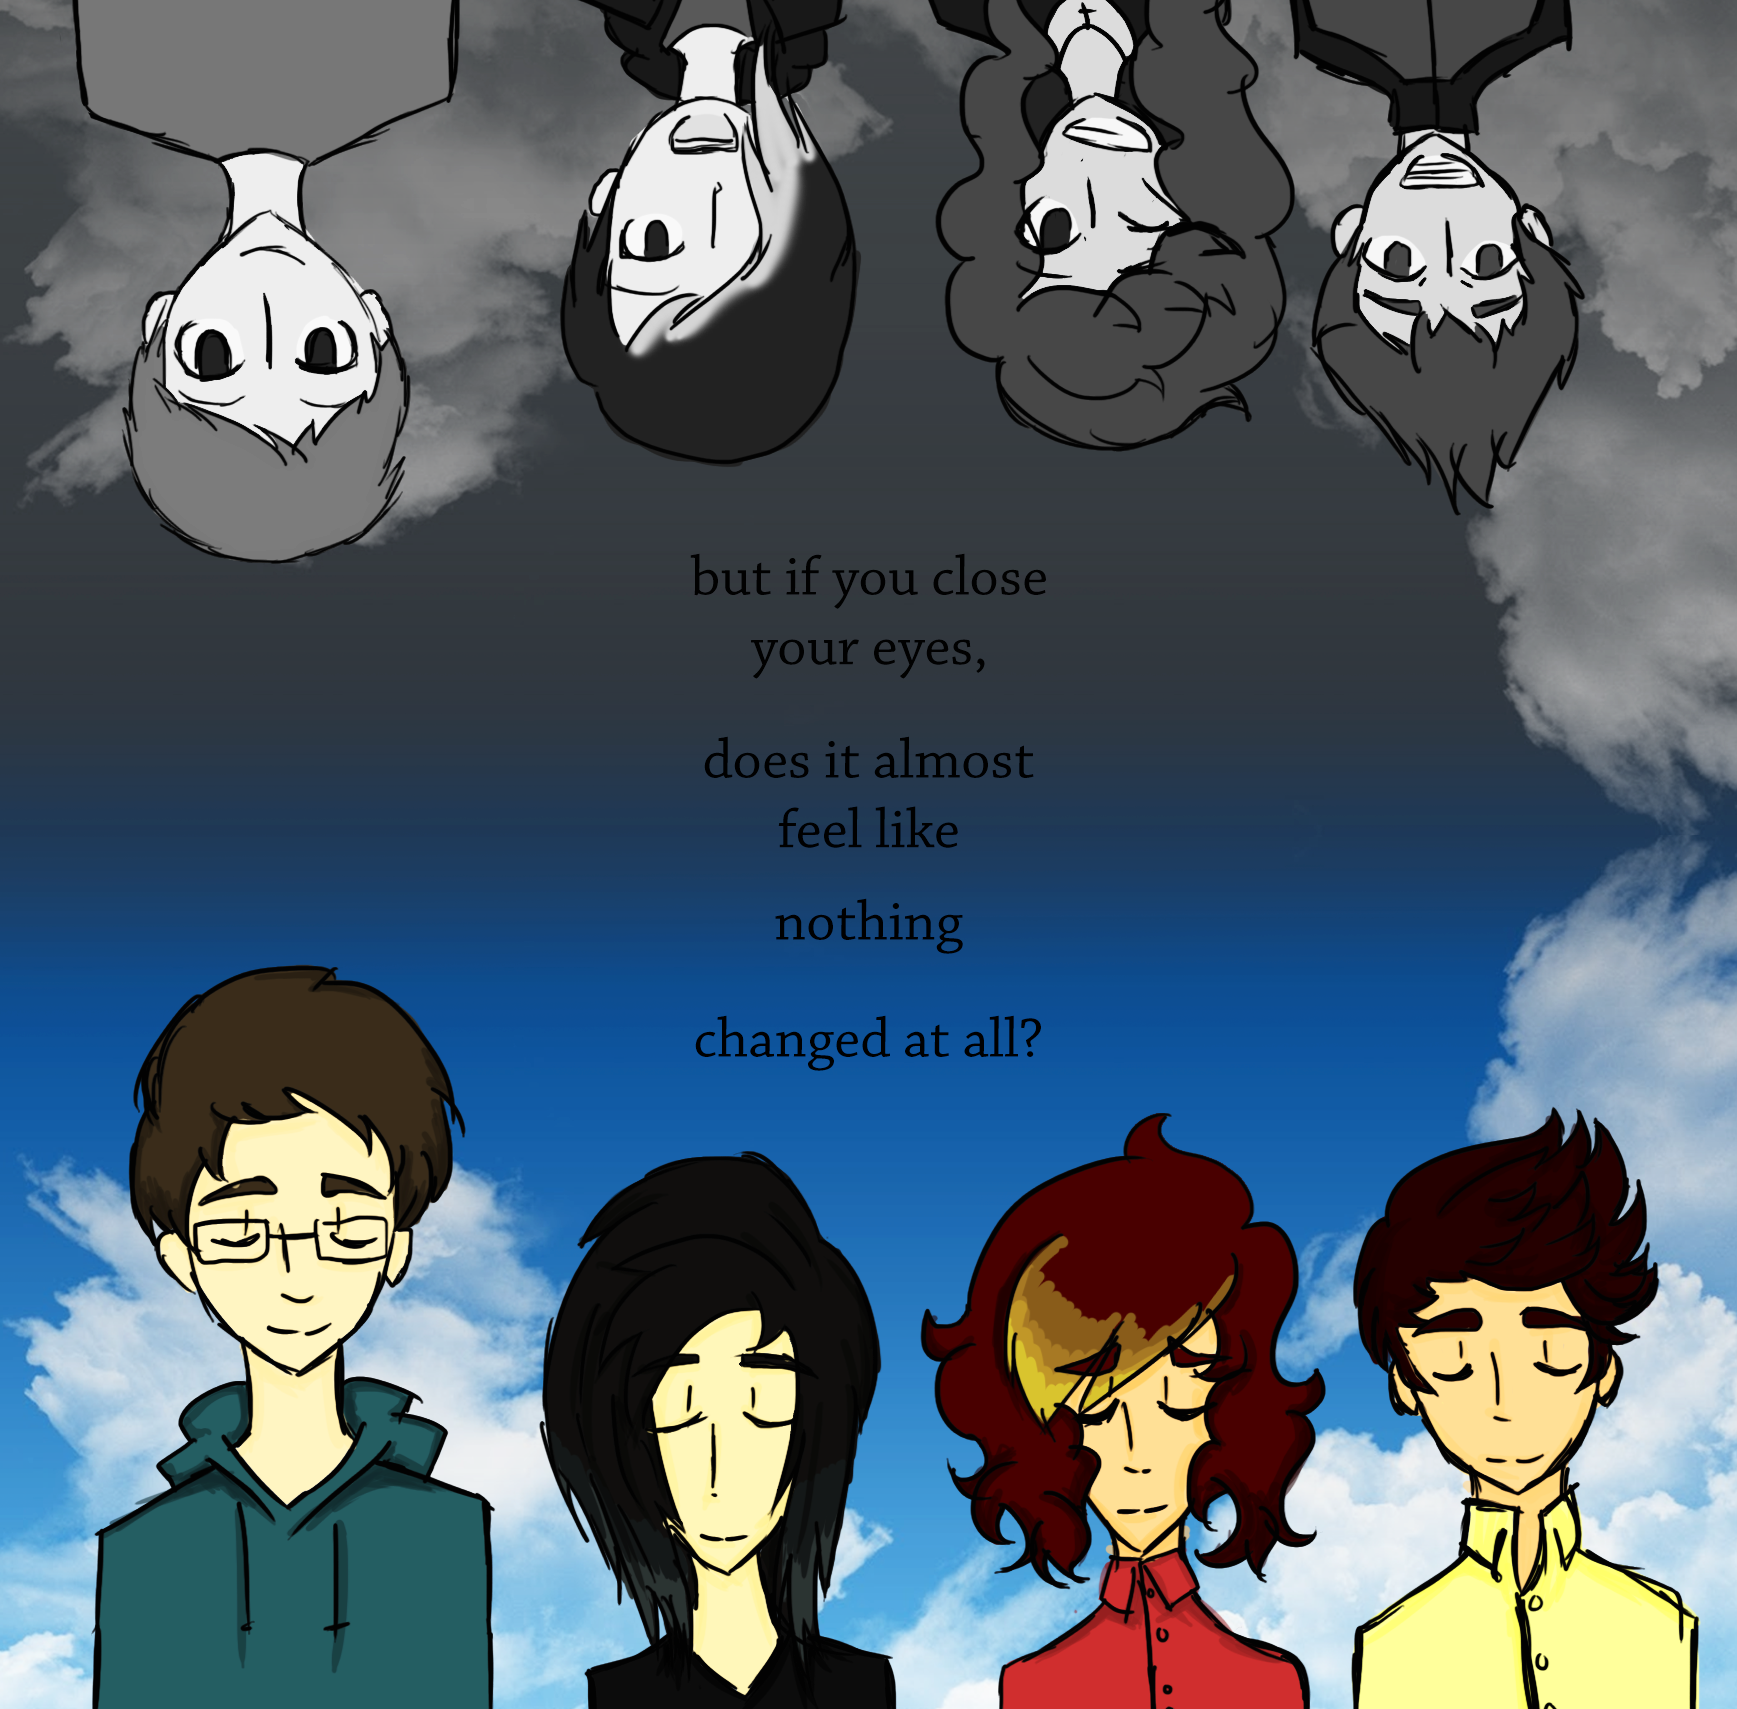 but if you close
your eyes,
does it almost
feel like
nothing
changed at all?